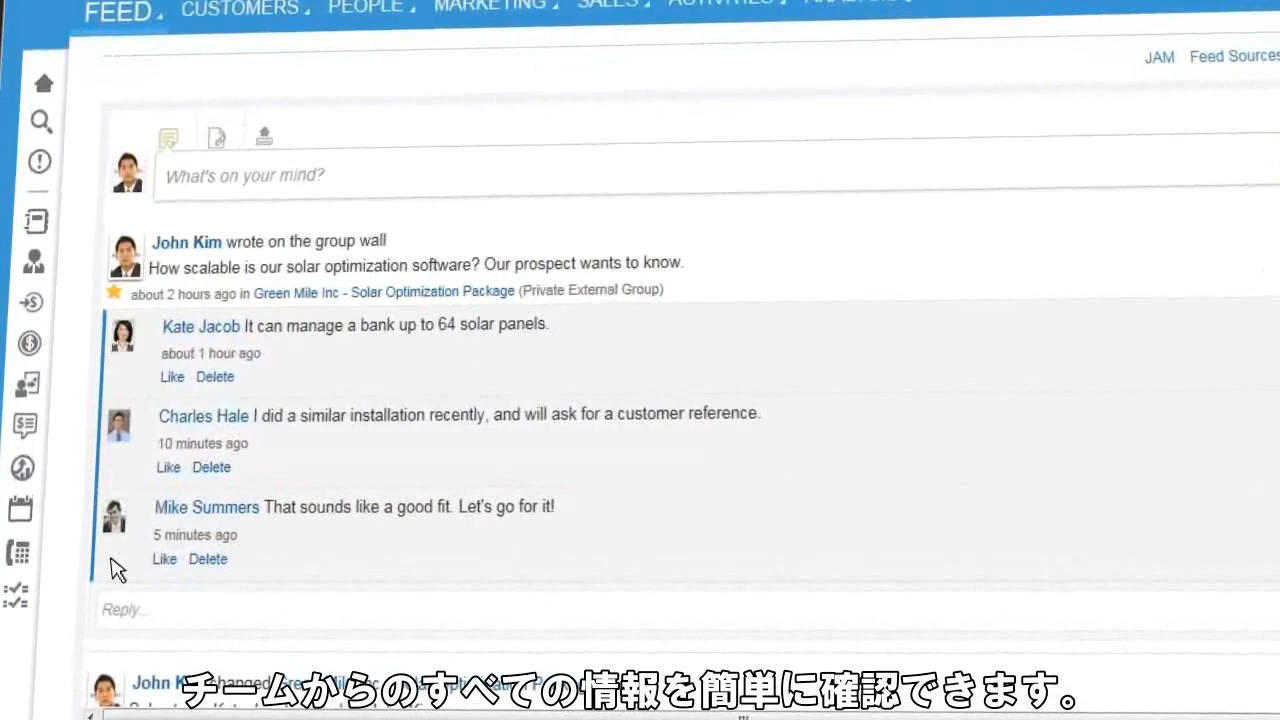 FEED CUSTOMERS PEOPLE MARKETING SALES ACTIVITIES
JAM Feed Sources
What's on your mind?
John Kim wrote on the group wall
How scalable is our solar optimization software? Our prospect wants to know.
about 2 hours ago in Green Mile Inc - Solar Optimization Package (Private External Group)
Kate Jacob It can manage a bank up to 64 solar panels.
about 1 hour ago
Like Delete
Charles Hale I did a similar installation recently, and will ask for a customer reference.
10 minutes ago
Like Delete
Mike Summers That sounds like a good fit. Let's go for it!
5 minutes ago
Like Delete
Reply...
John changed
チームからのすべての情報を簡単に確認できます。